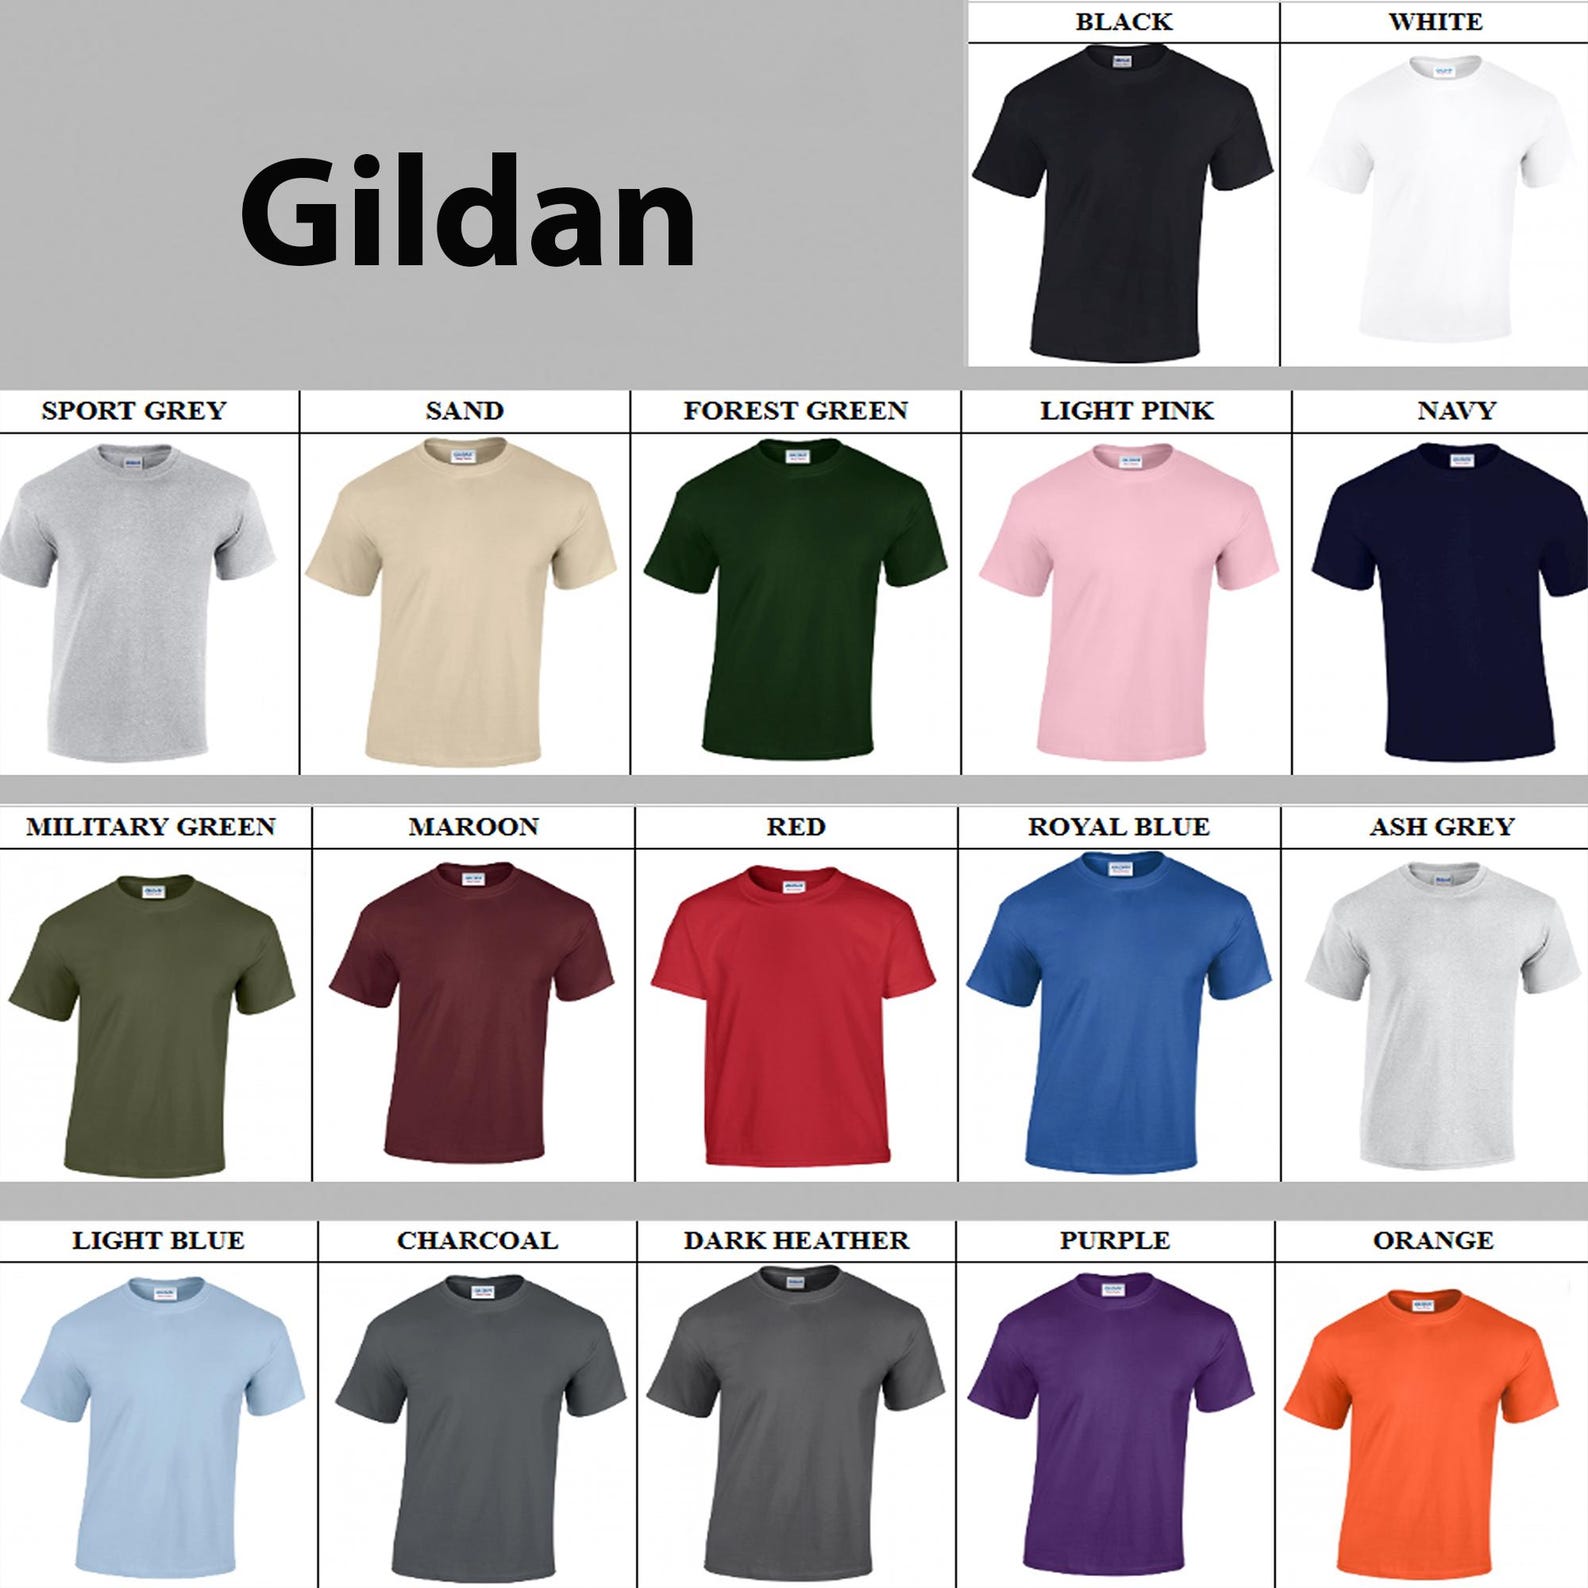 Gildan
BLACK
WHITE
SPORT GREY
SAND
FOREST GREEN
LIGHT PINK
NAVY
MILITARY GREEN
MAROON
RED
ROYAL BLUE
ASH GREY
LIGHT BLUE
CHARCOAL
DARK HEATHER
PURPLE
ORANGE